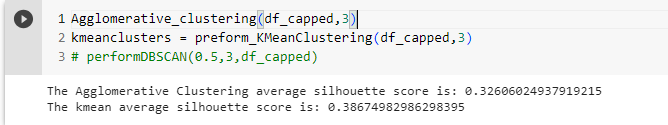 1 Agglomerative_clustering(df_capped,3)
2 kmeanclusters = preform_KMeanClustering(df_capped,3)
3 # performDBSCAN(0.5,3,df_capped)
The Agglomerative Clustering average silhouette score is: 0.32606024937919215
The kmean average silhouette score is: 0.38674982986298395